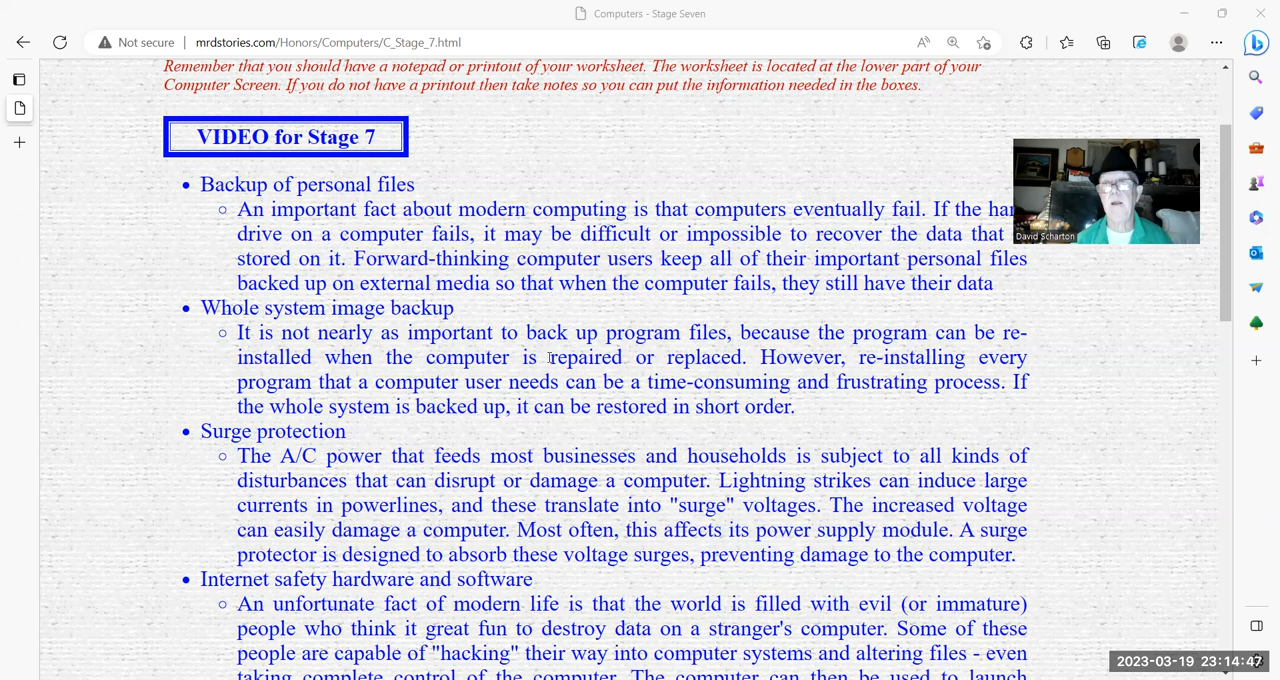 Computers - Stage Seven
Not secure | mrdstories.com/Honors/Computers/C_Stage_7.html
Remember that you should have a notepad or printout of your worksheet. The worksheet is located at the lower part of your
Computer Screen. If you do not have a printout then take notes so you can put the information needed in the boxes.
VIDEO for Stage 7
• Backup of personal files
○ An important fact about modern computing is that computers eventually fail. If the
drive on a computer fails, it may be difficult or impossible to recover the data that
stored on it. Forward-thinking computer users keep all of their important personal files
backed up on external media so that when the computer fails, they still have their data
David Scharton
• Whole system image backup
○ It is not nearly as important to back up program files, because the program can be re-
installed when the computer is repaired or replaced. However, re-installing every
program that a computer user needs can be a time-consuming and frustrating process. If
the whole system is backed up, it can be restored in short order.
• Surge protection
○ The A/C power that feeds most businesses and households is subject to all kinds of
disturbances that can disrupt or damage a computer. Lightning strikes can induce large
currents in powerlines, and these translate into "surge" voltages. The increased voltage
can easily damage a computer. Most often, this affects its power supply module. A surge
protector is designed to absorb these voltage surges, preventing damage to the computer.
• Internet safety hardware and software
○ An unfortunate fact of modern life is that the world is filled with evil (or immature)
people who think it great fun to destroy data on a stranger's computer. Some of these
people are capable of "hacking" their way into computer systems and altering files - even
taking complete control of the computer. The computer can then be used to launch
2023-03-19 23:14:47